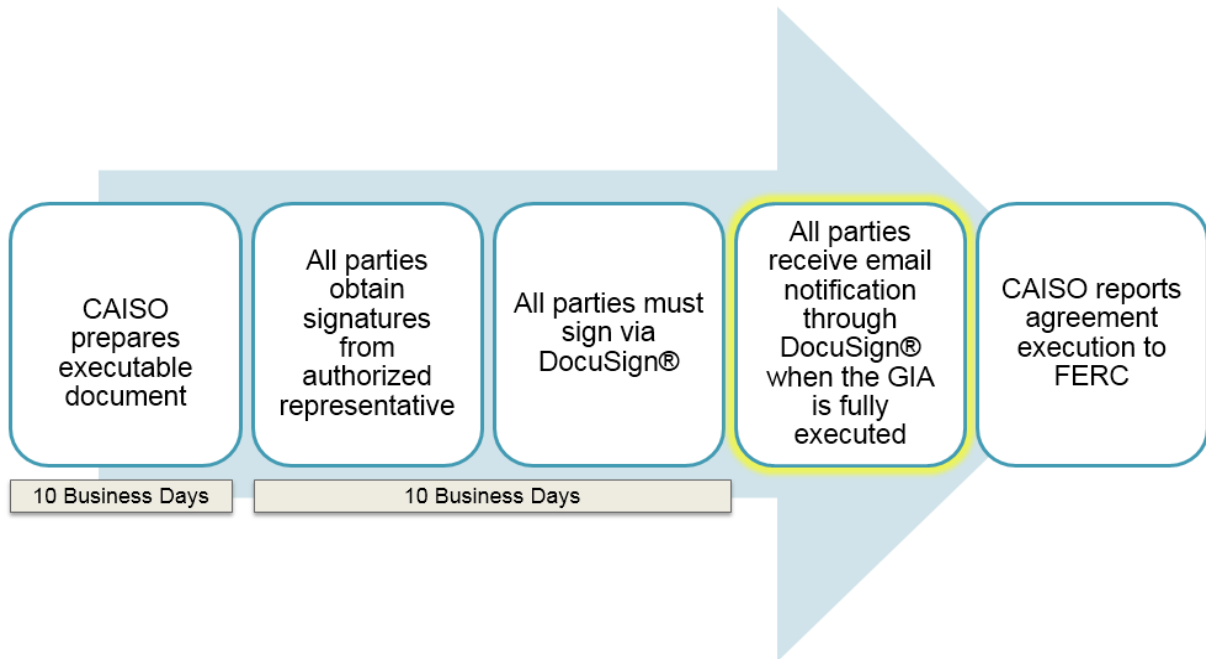 CAISO
prepares
executable
document
All parties
obtain
signatures
from
authorized
representative
All parties must
sign via
DocuSign®
All parties
receive email
notification
through
DocuSign®
when the GIA
is fully
executed
CAISO reports
agreement
execution to
FERC
10 Business Days
10 Business Days